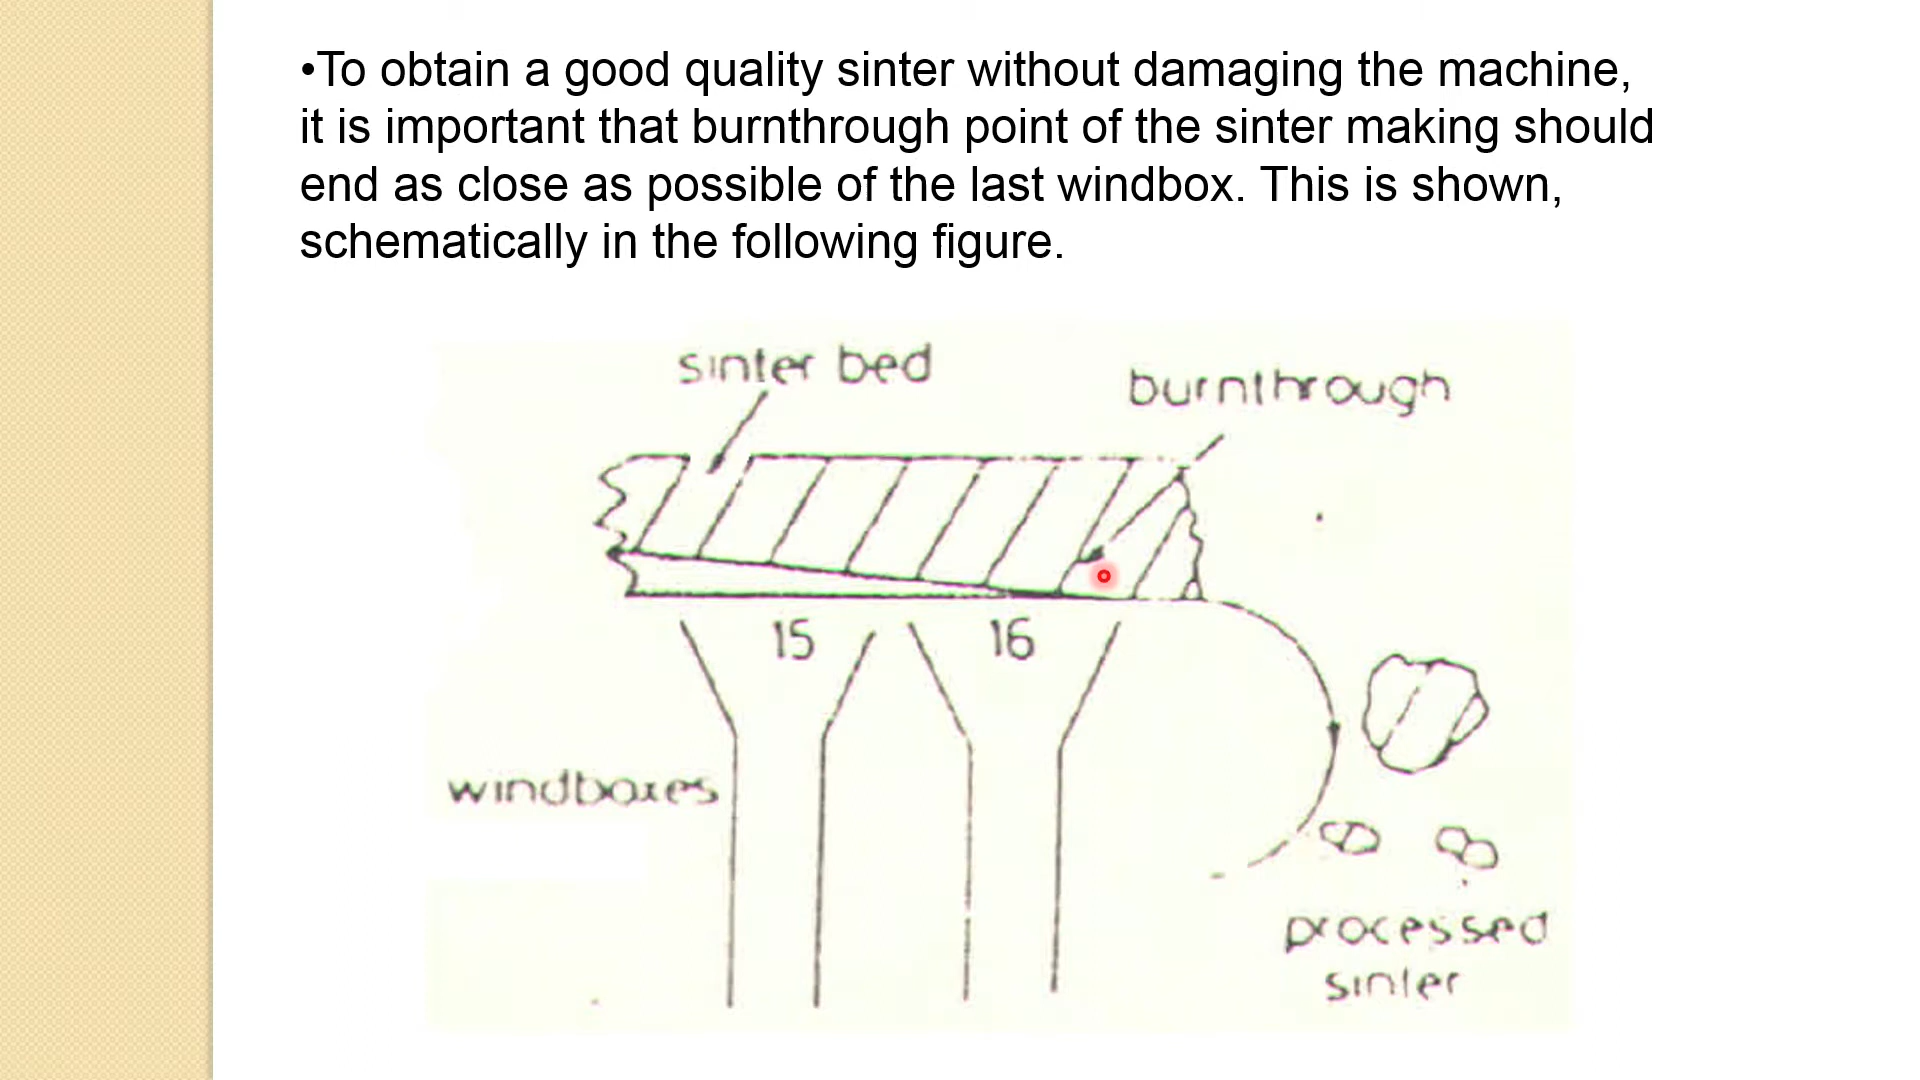 •To obtain a good quality sinter without damaging the machine,
it is important that burnthrough point of the sinter making should
end as close as possible of the last windbox. This is shown,
schematically in the following figure.
sinter bed
burnthrough
15
16
windboxes
processed
sinter